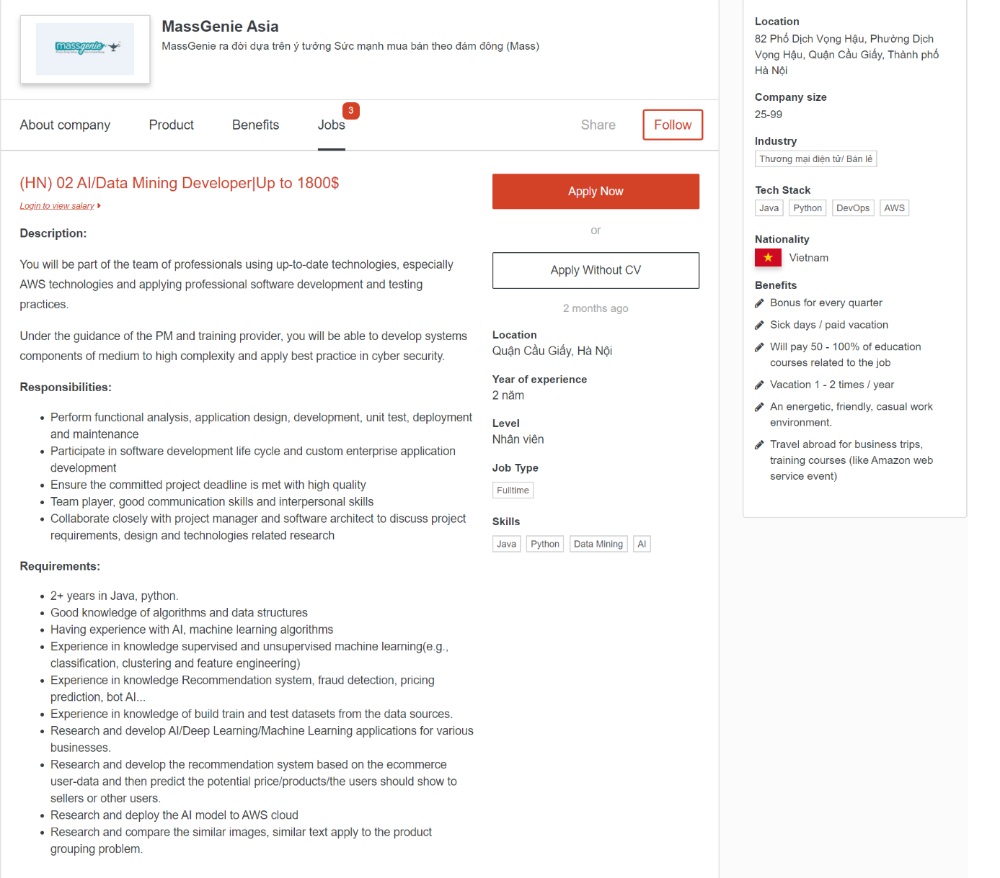 massgenie
MassGenie Asia
MassGenie ra đời dựa trên ý tưởng Sức mạnh mua bán theo đám đông (Mass)
About company
Product
Benefits
Jobs
3
Share
Follow
(HN) 02 AI/Data Mining Developer|Up to 1800$
Login to view salary
Description:
You will be part of the team of professionals using up-to-date technologies, especially
AWS technologies and applying professional software development and testing
practices.
Under the guidance of the PM and training provider, you will be able to develop systems
components of medium to high complexity and apply best practice in cyber security.
Responsibilities:
Perform functional analysis, application design, development, unit test, deployment
and maintenance
Participate in software development life cycle and custom enterprise application
development
Ensure the committed project deadline is met with high quality
Team player, good communication skills and interpersonal skills
Collaborate closely with project manager and software architect to discuss project
requirements, design and technologies related research
Requirements:
2+ years in Java, python.
Good knowledge of algorithms and data structures
Having experience with AI, machine learning algorithms
Experience in knowledge supervised and unsupervised machine learning(e.g.,
classification, clustering and feature engineering)
Experience in knowledge Recommendation system, fraud detection, pricing
prediction, bot AI...
Experience in knowledge of build train and test datasets from the data sources.
Research and develop AI/Deep Learning/Machine Learning applications for various
businesses.
Research and develop the recommendation system based on the ecommerce
user-data and then predict the potential price/products/the users should show to
sellers or other users.
Research and deploy the AI model to AWS cloud
Research and compare the similar images, similar text apply to the product
grouping problem.
Apply Now
or
Apply Without CV
2 months ago
Location
Quận Cầu Giấy, Hà Nội
Year of experience
2 năm
Level
Nhân viên
Job Type
Fulltime
Skills
Java
Python
Data Mining
AI
Location
82 Phố Dịch Vọng Hậu, Phường Dịch
Vọng Hậu, Quận Cầu Giấy, Thành phố
Hà Nội
Company size
25-99
Industry
Thương mại điện tử/ Bán lẻ
Tech Stack
Java
Python
DevOps
AWS
Nationality
Vietnam
Benefits
Bonus for every quarter
Sick days / paid vacation
Will pay 50 - 100% of education
courses related to the job
Vacation 1 - 2 times / year
An energetic, friendly, casual work
environment.
Travel abroad for business trips,
training courses (like Amazon web
service event)